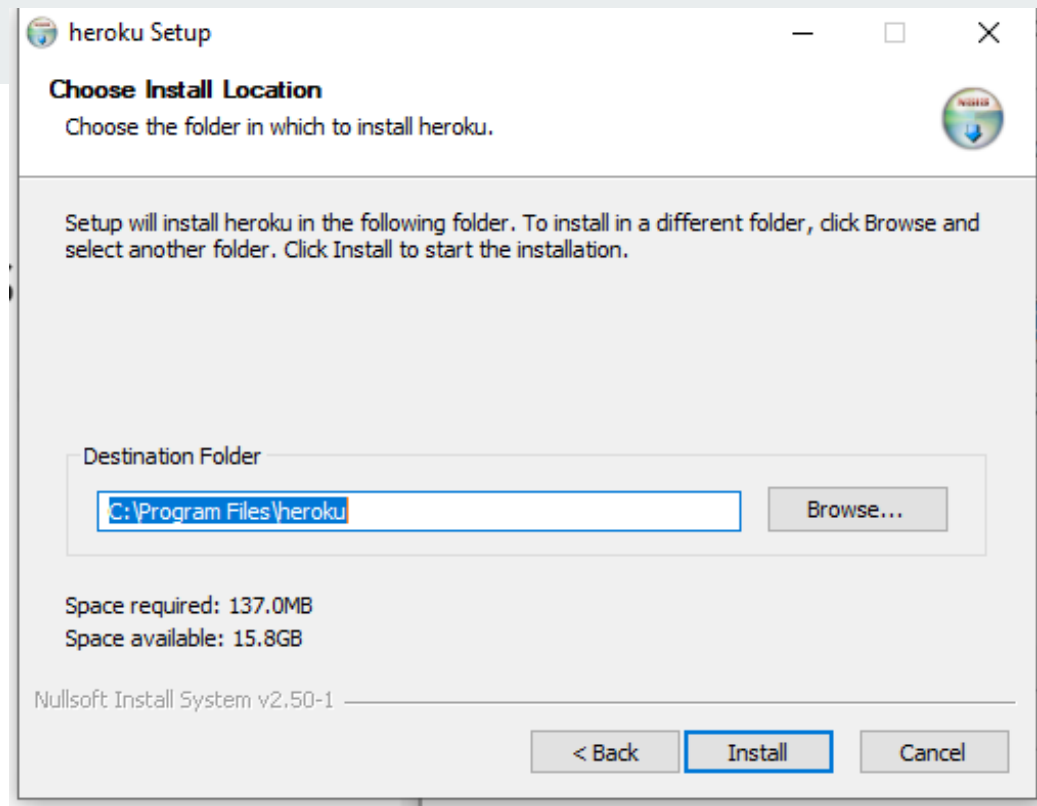 heroku Setup
Choose Install Location
Choose the folder in which to install heroku.
Setup will install heroku in the following folder. To install in a different folder, click Browse and
select another folder. Click Install to start the installation.
Destination Folder
C:\Program Files\heroku
Browse...
Space required: 137.0MB
Space available: 15.8GB
Nullsoft Install System v2.50-1
< Back
Install
Cancel